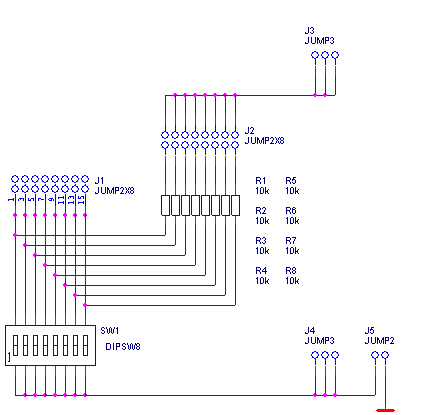 J3
JUMP3
J2
JUMP2X8
J1
JUMP2X8
1 3 5 7 9 11 13 15
R1 R5
10k 10k
R2 R6
10k 10k
R3 R7
10k 10k
R4 R8
10k 10k
SW1
DIPSW8
1
J4 J5
JUMP3 JUMP2